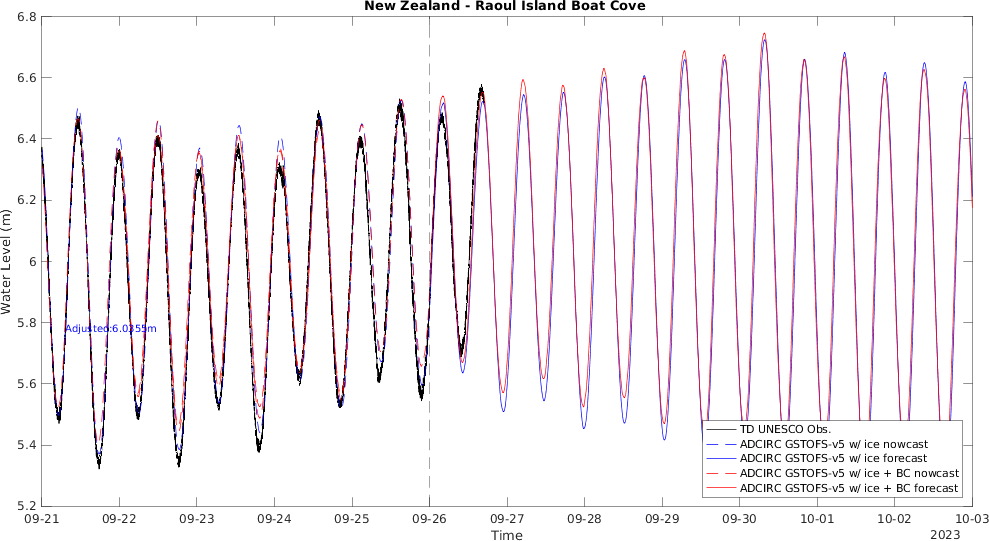 New Zealand - Raoul Island Boat Cove
6.8
6.6
6.4
6.2
6
5.8
5.6
5.4
5.2
Water Level (m)
Adjusted:6.0355m
TD UNESCO Obs.
ADCIRC GSTOFS-v5 w/ ice nowcast
ADCIRC GSTOFS-v5 w/ ice forecast
ADCIRC GSTOFS-v5 w/ ice + BC nowcast
ADCIRC GSTOFS-v5 w/ ice + BC forecast
09-21 09-22 09-23 09-24 09-25 09-26 09-27 09-28 09-29 09-30 10-01 10-02 10-03
Time
2023